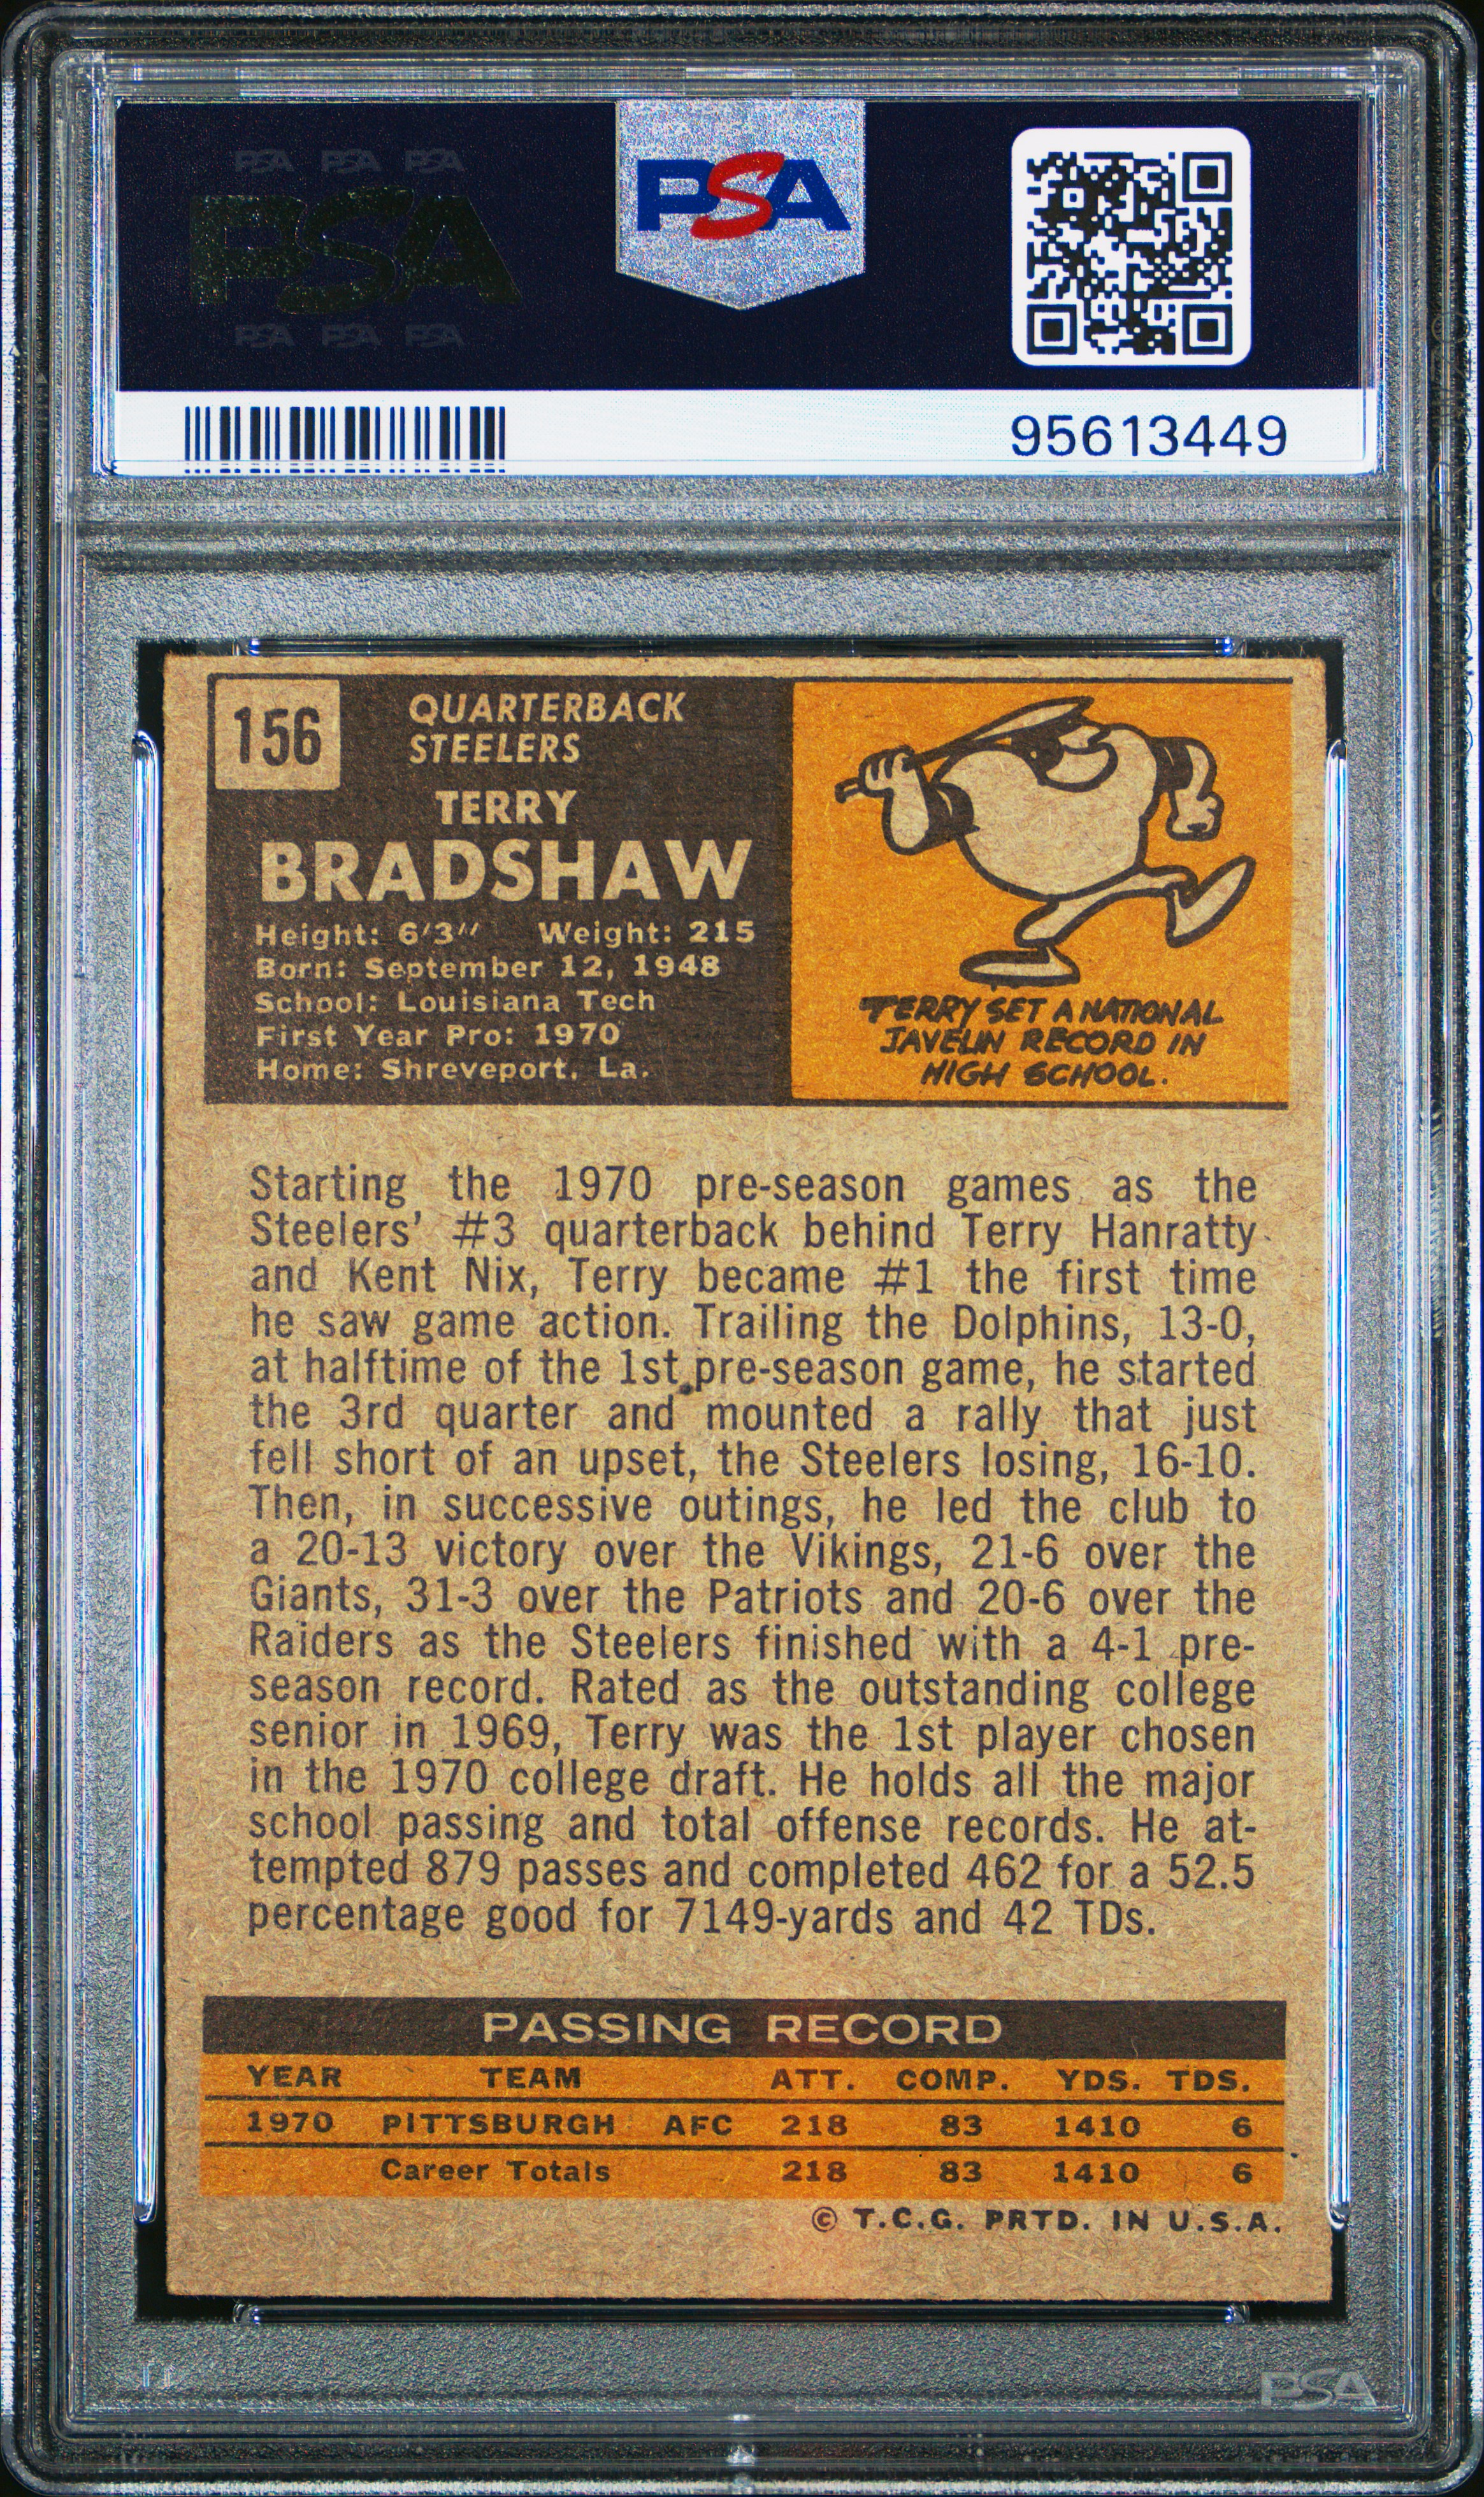 PSA PSA PSA
PSA
PSA PSA PSA
PSA
95613449
156
QUARTERBACK
STEELERS
TERRY
BRADSHAW
Height: 6'3" Weight: 215
Born: September 12, 1948
School: Louisiana Tech
First Year Pro: 1970
Home: Shreveport, La.
TERRY SET A NATIONAL
JAVELIN RECORD IN
HIGH SCHOOL.
Starting the 1970 pre-season games as the
Steelers' #3 quarterback behind Terry Hanratty
and Kent Nix, Terry became #1 the first time
he saw game action. Trailing the Dolphins, 13-0,
at halftime of the 1st pre-season game, he started
the 3rd quarter and mounted a rally that just
fell short of an upset, the Steelers losing, 16-10.
Then, in successive outings, he led the club to
a 20-13 victory over the Vikings, 21-6 over the
Giants, 31-3 over the Patriots and 20-6 over the
Raiders as the Steelers finished with a 4-1 pre-
season record. Rated as the outstanding college
senior in 1969, Terry was the 1st player chosen
in the 1970 college draft. He holds all the major
school passing and total offense records. He at-
tempted 879 passes and completed 462 for a 52.5
percentage good for 7149-yards and 42 TDs.
PASSING RECORD
YEAR TEAM ATT. COMP. YDS. TDS.
1970 PITTSBURGH AFC 218 83 1410 6
Career Totals 218 83 1410 6
© T.C.G. PRTD. IN U.S.A.
PSA